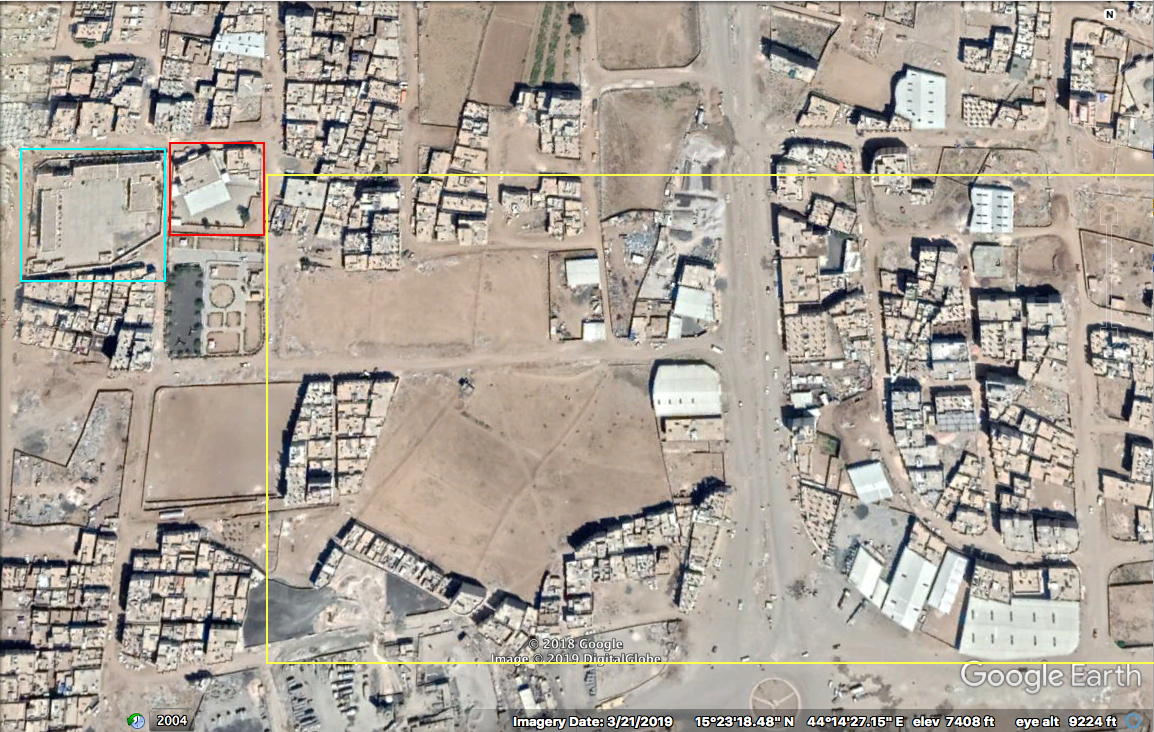 N
© 2018 Google
Image © 2019 DigitalGlobe
Google Earth
2004
Imagery Date: 3/21/2019 15°23'18.48" N 44°14'27.15" E elev 7408 ft eye alt 9224 ft